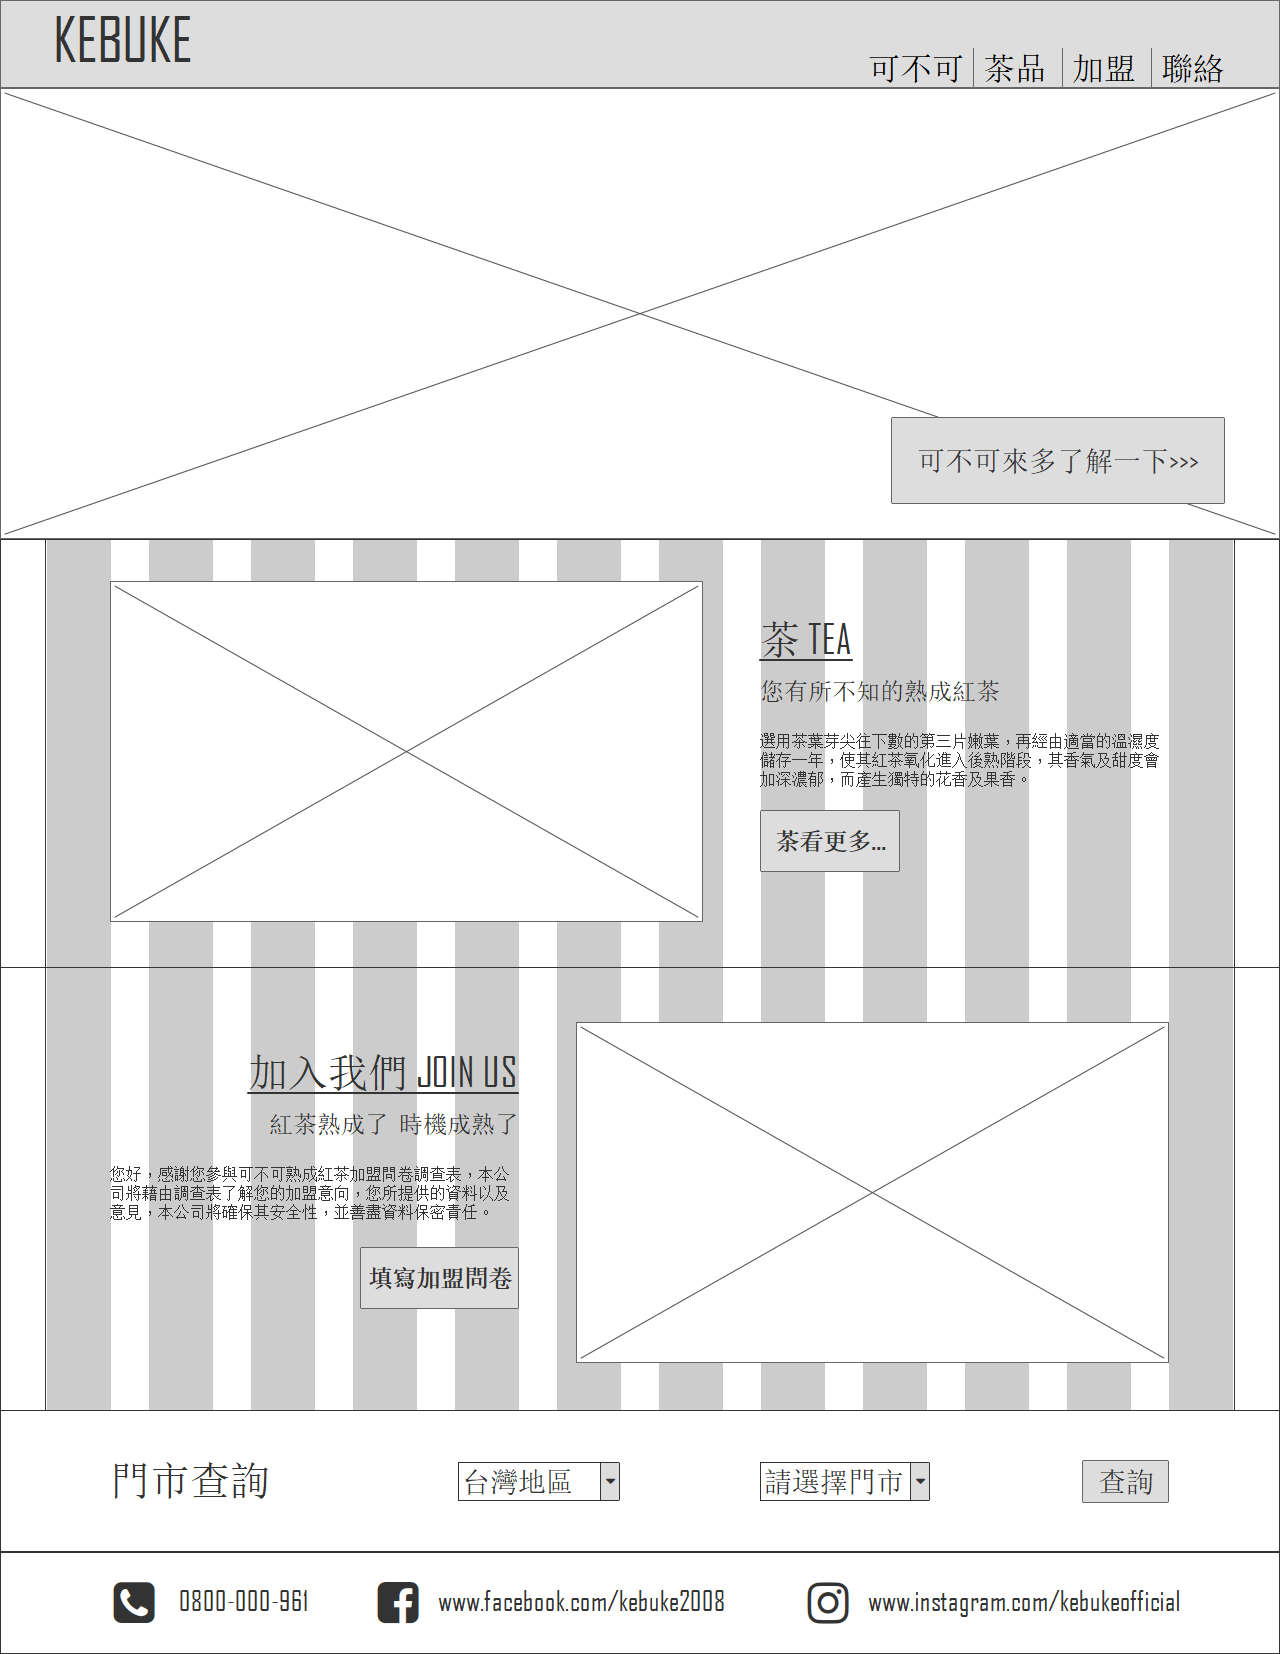 KEBUKE
可不可
茶品
加盟
聯絡
可不可來多了解一下>>>
茶 TEA
您有所不知的熟成紅茶
選用茶葉芽尖往下數的第三片嫩葉，再經由適當的溫濕度
儲存一年，使其紅茶氧化進入後熟階段，其香氣及甜度會
加深濃郁，而產生獨特的花香及果香。
茶看更多...
加入我們 JOIN US
紅茶熟成了 時機成熟了
您好，感謝您參與可不可熟成紅茶加盟問卷調查表，本公
司將藉由調查表了解您的加盟意向，您所提供的資料以及
意見，本公司將確保其安全性，並善盡資料保密責任。
填寫加盟問卷
門市查詢
台灣地區
請選擇門市
查詢
0800-000-961
www.facebook.com/kebuke2008
www.instagram.com/kebukeofficial